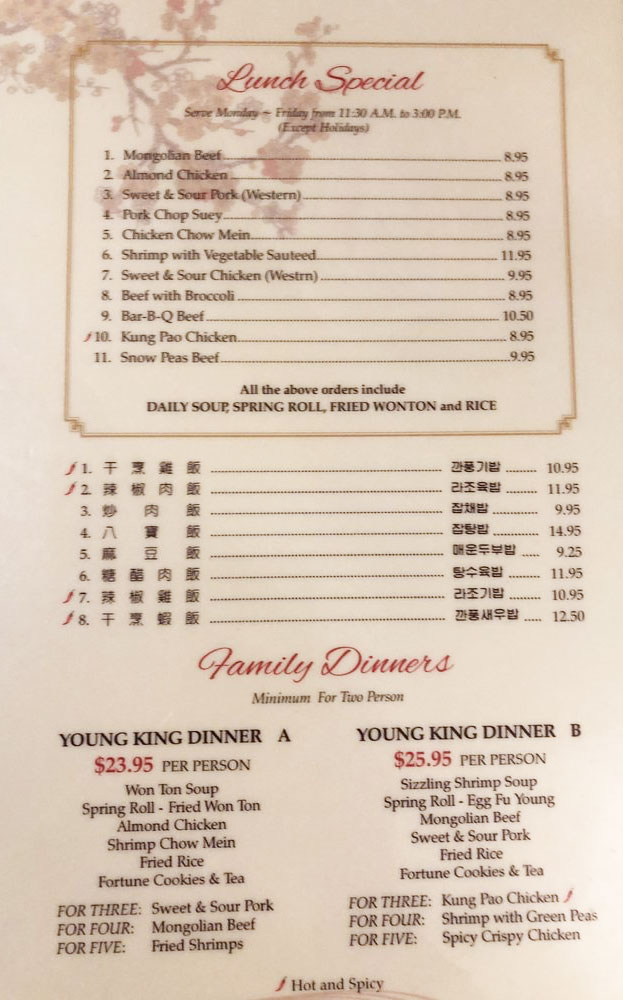 Lunch Special
Serve Monday ~ Friday from 11:30 A.M. to 3:00 P.M.
(Except Holidays)
1. Mongolian Beef 8.95
2. Almond Chicken 8.95
3. Sweet & Sour Pork (Western) 8.95
4. Pork Chop Suey 8.95
5. Chicken Chow Mein 8.95
6. Shrimp with Vegetable Sauteed 11.95
7. Sweet & Sour Chicken (Westrn) 9.95
8. Beef with Broccoli 8.95
9. Bar-B-Q Beef 10.50
10. Kung Pao Chicken 8.95
11. Snow Peas Beef 9.95
All the above orders include
DAILY SOUP, SPRING ROLL, FRIED WONTON and RICE
1. 干烹雞飯 깐풍기밥 10.95
2. 辣椒肉飯 라조육밥 11.95
3. 炒肉飯 잡채밥 9.95
4. 八寶飯 잡탕밥 14.95
5. 麻豆飯 매운두부밥 9.25
6. 糖醋肉飯 탕수육밥 11.95
7. 辣椒雞飯 라조기밥 10.95
8. 干烹蝦飯 깐풍새우밥 12.50
Family Dinners
Minimum For Two Person
YOUNG KING DINNER A
$23.95 PER PERSON
Won Ton Soup
Spring Roll - Fried Won Ton
Almond Chicken
Shrimp Chow Mein
Fried Rice
Fortune Cookies & Tea
FOR THREE: Sweet & Sour Pork
FOR FOUR: Mongolian Beef
FOR FIVE: Fried Shrimps
YOUNG KING DINNER B
$25.95 PER PERSON
Sizzling Shrimp Soup
Spring Roll - Egg Fu Young
Mongolian Beef
Sweet & Sour Pork
Fried Rice
Fortune Cookies & Tea
FOR THREE: Kung Pao Chicken
FOR FOUR: Shrimp with Green Peas
FOR FIVE: Spicy Crispy Chicken
Hot and Spicy